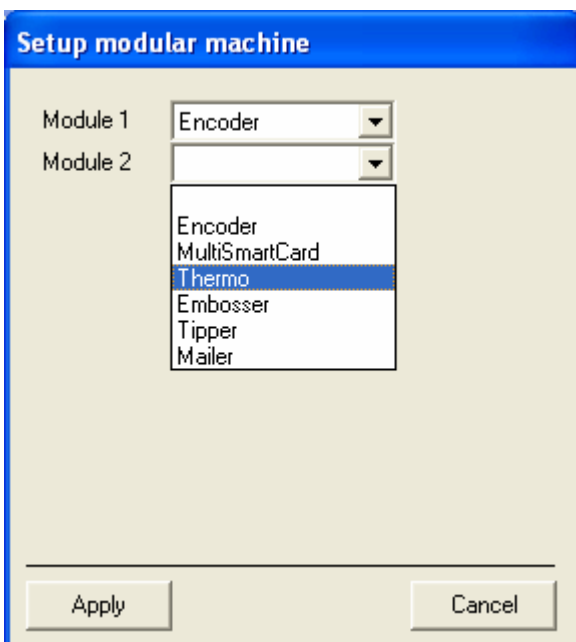 Setup modular machine
Module 1 Encoder
Module 2
Encoder
MultiSmartCard
Thermo
Embosser
Tipper
Mailer
Apply Cancel